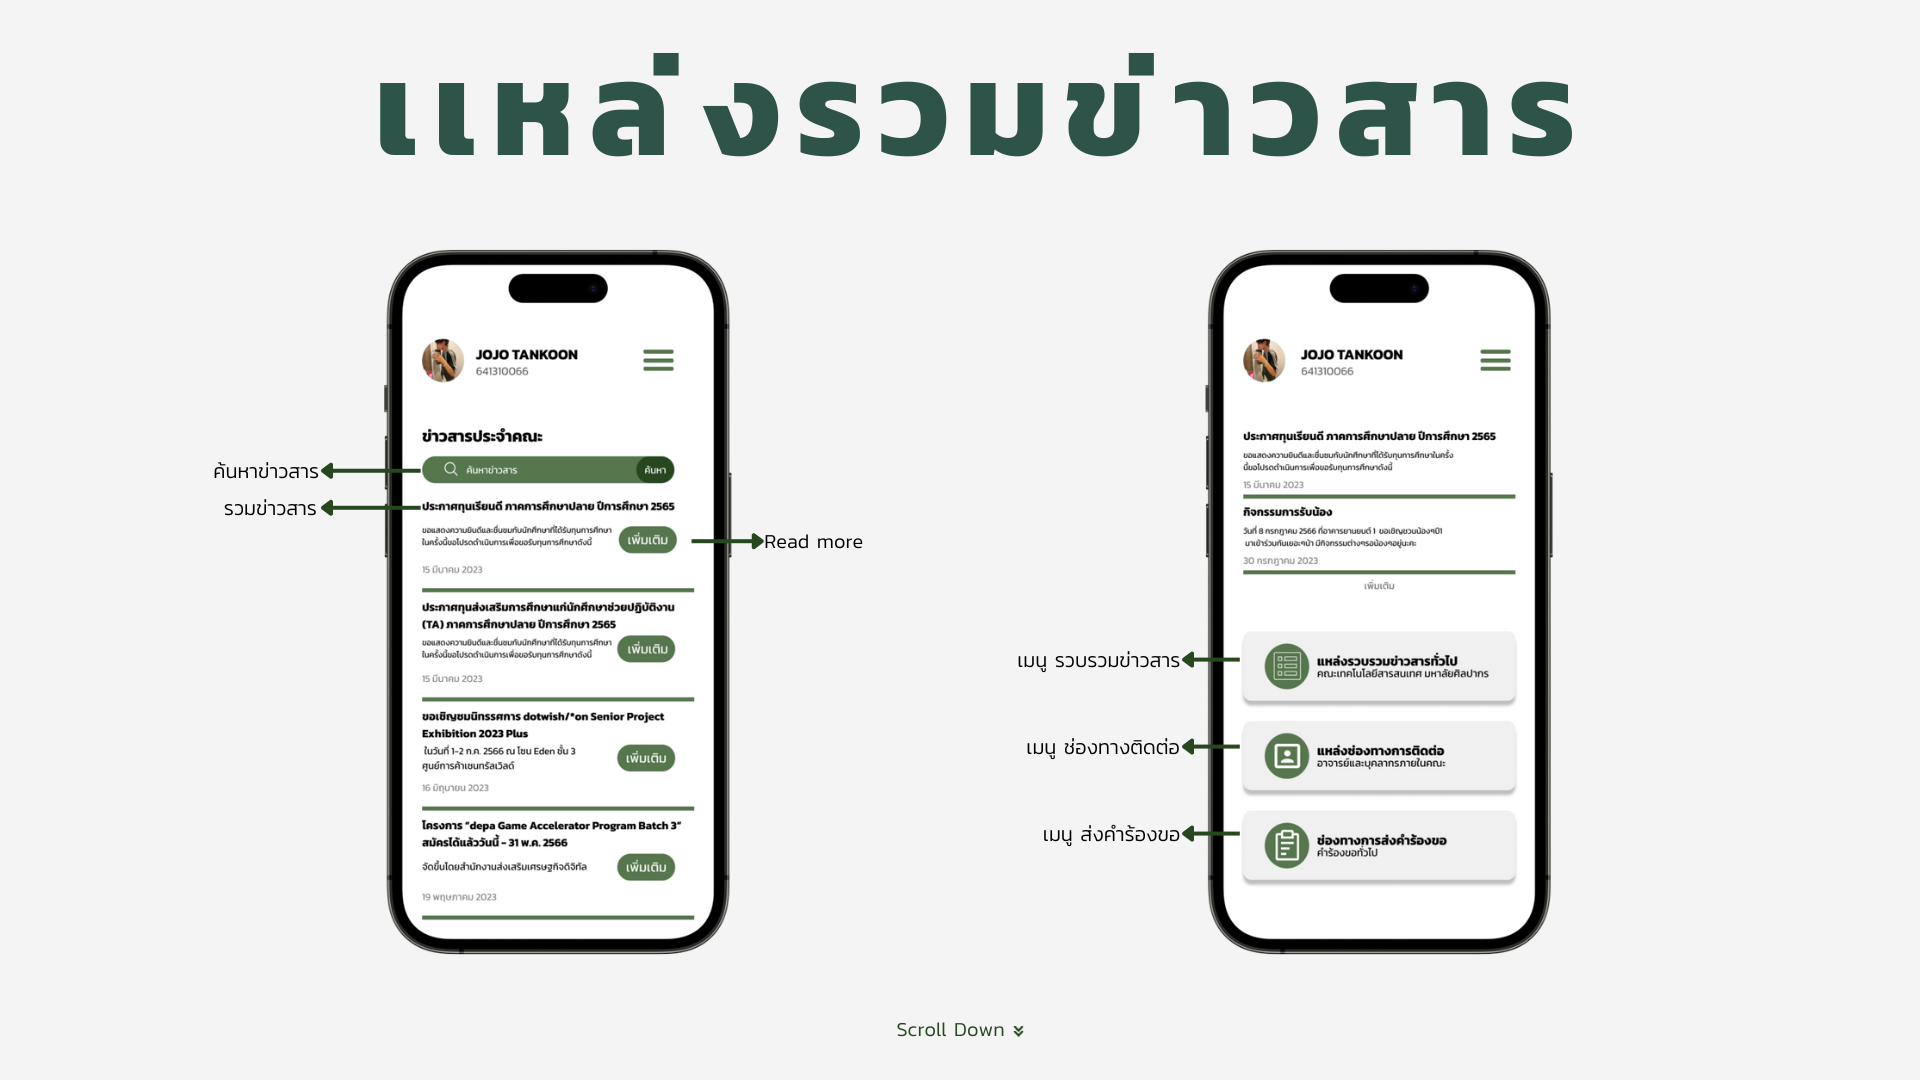 แหล่งรวมข่าวสาร
JOJO TANKOON
641310066
ข่าวสารประจำคณะ
ค้นหาข่าวสาร
ค้นหา
ค้นหาข่าวสาร
รวมข่าวสาร
ประกาศทุนเรียนดี ภาคการศึกษาปลาย ปีการศึกษา 2565
ขอแสดงความยินดีและชื่นชมกับนักศึกษาที่ได้รับทุนการศึกษา
ในครั้งนี้ขอโปรดดำเนินการเพื่อขอรับทุนการศึกษาดังนี้
เพิ่มเติม
Read more
15 มีนาคม 2023
ประกาศทุนส่งเสริมการศึกษาแก่นักศึกษาช่วยปฏิบัติงาน
(TA) ภาคการศึกษาปลาย ปีการศึกษา 2565
ขอแสดงความยินดีและชื่นชมกับนักศึกษาที่ได้รับทุนการศึกษา
ในครั้งนี้ขอโปรดดำเนินการเพื่อขอรับทุนการศึกษาดังนี้
เพิ่มเติม
15 มีนาคม 2023
ขอเชิญชมนิทรรศการ dotwish/*on Senior Project
Exhibition 2023 Plus
ในวันที่ 1-2 ก.ค. 2566 ณ โซน Eden ชั้น 3
ศูนย์การค้าเซนทรัลเวิลด์
เพิ่มเติม
16 มิถุนายน 2023
โครงการ “depa Game Accelerator Program Batch 3”
สมัครได้แล้ววันนี้ - 31 พ.ค. 2566
จัดขึ้นโดยสำนักงานส่งเสริมเศรษฐกิจดิจิทัล
เพิ่มเติม
19 พฤษภาคม 2023
JOJO TANKOON
641310066
ประกาศทุนเรียนดี ภาคการศึกษาปลาย ปีการศึกษา 2565
ขอแสดงความยินดีและชื่นชมกับนักศึกษาที่ได้รับทุนการศึกษาในครั้ง
นี้ขอโปรดดำเนินการเพื่อขอรับทุนการศึกษาดังนี้
15 มีนาคม 2023
กิจกรรมการรับน้อง
วันที่ 8 กรกฎาคม 2566 ที่อาคารยานยนต์ 1 ขอเชิญชวนน้องๆปี1
มาเข้าร่วมกันเยอะๆน้า มีกิจกรรมต่างๆรอน้องๆอยู่นะคะ
30 กรกฎาคม 2023
เพิ่มเติม
เมนู รวบรวมข่าวสาร
แหล่งรวบรวมข่าวสารทั่วไป
คณะเทคโนโลยีสารสนเทศ มหาลัยศิลปากร
เมนู ช่องทางติดต่อ
แหล่งช่องทางการติดต่อ
อาจารย์และบุคลากรภายในคณะ
เมนู ส่งคำร้องขอ
ช่องทางการส่งคำร้องขอ
คำร้องขอทั่วไป
Scroll Down